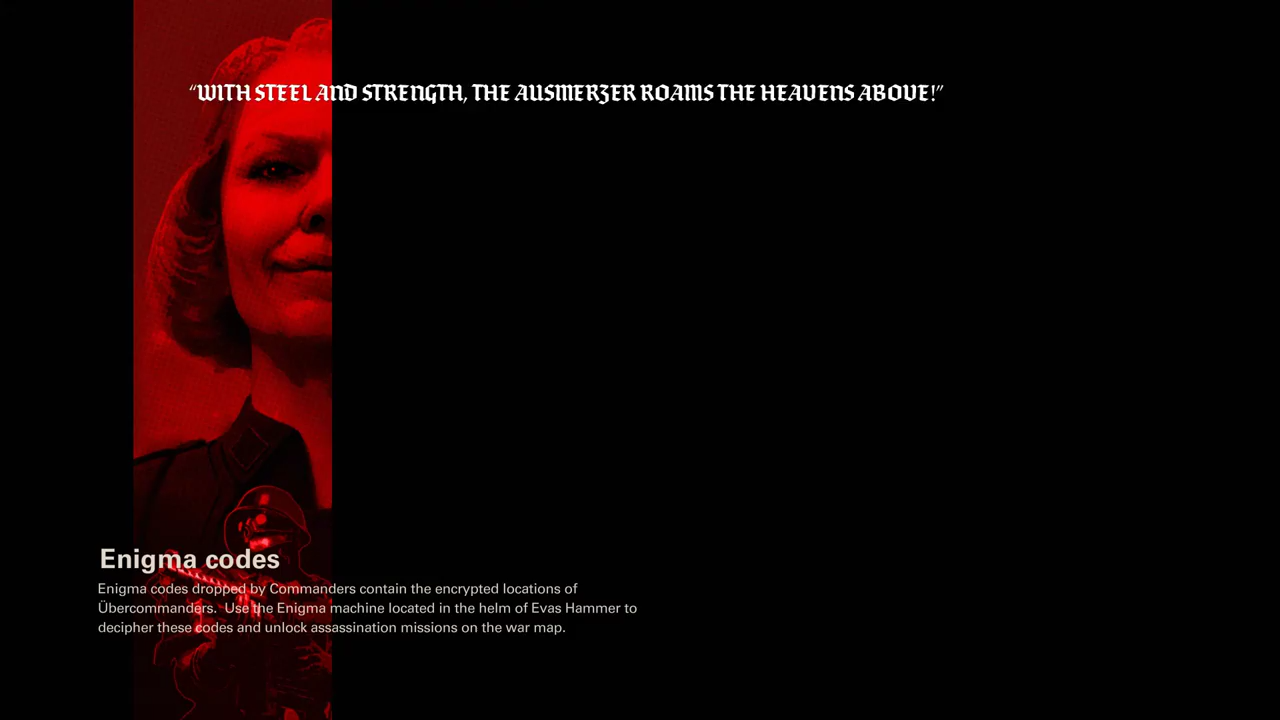 “WITH STEEL AND STRENGTH, THE AUSMERZER ROAMS THE HEAVENS ABOVE!”
Enigma codes
Enigma codes dropped by Commanders contain the encrypted locations of
Übercommanders.  Use the Enigma machine located in the helm of Evas Hammer to
decipher these codes and unlock assassination missions on the war map.